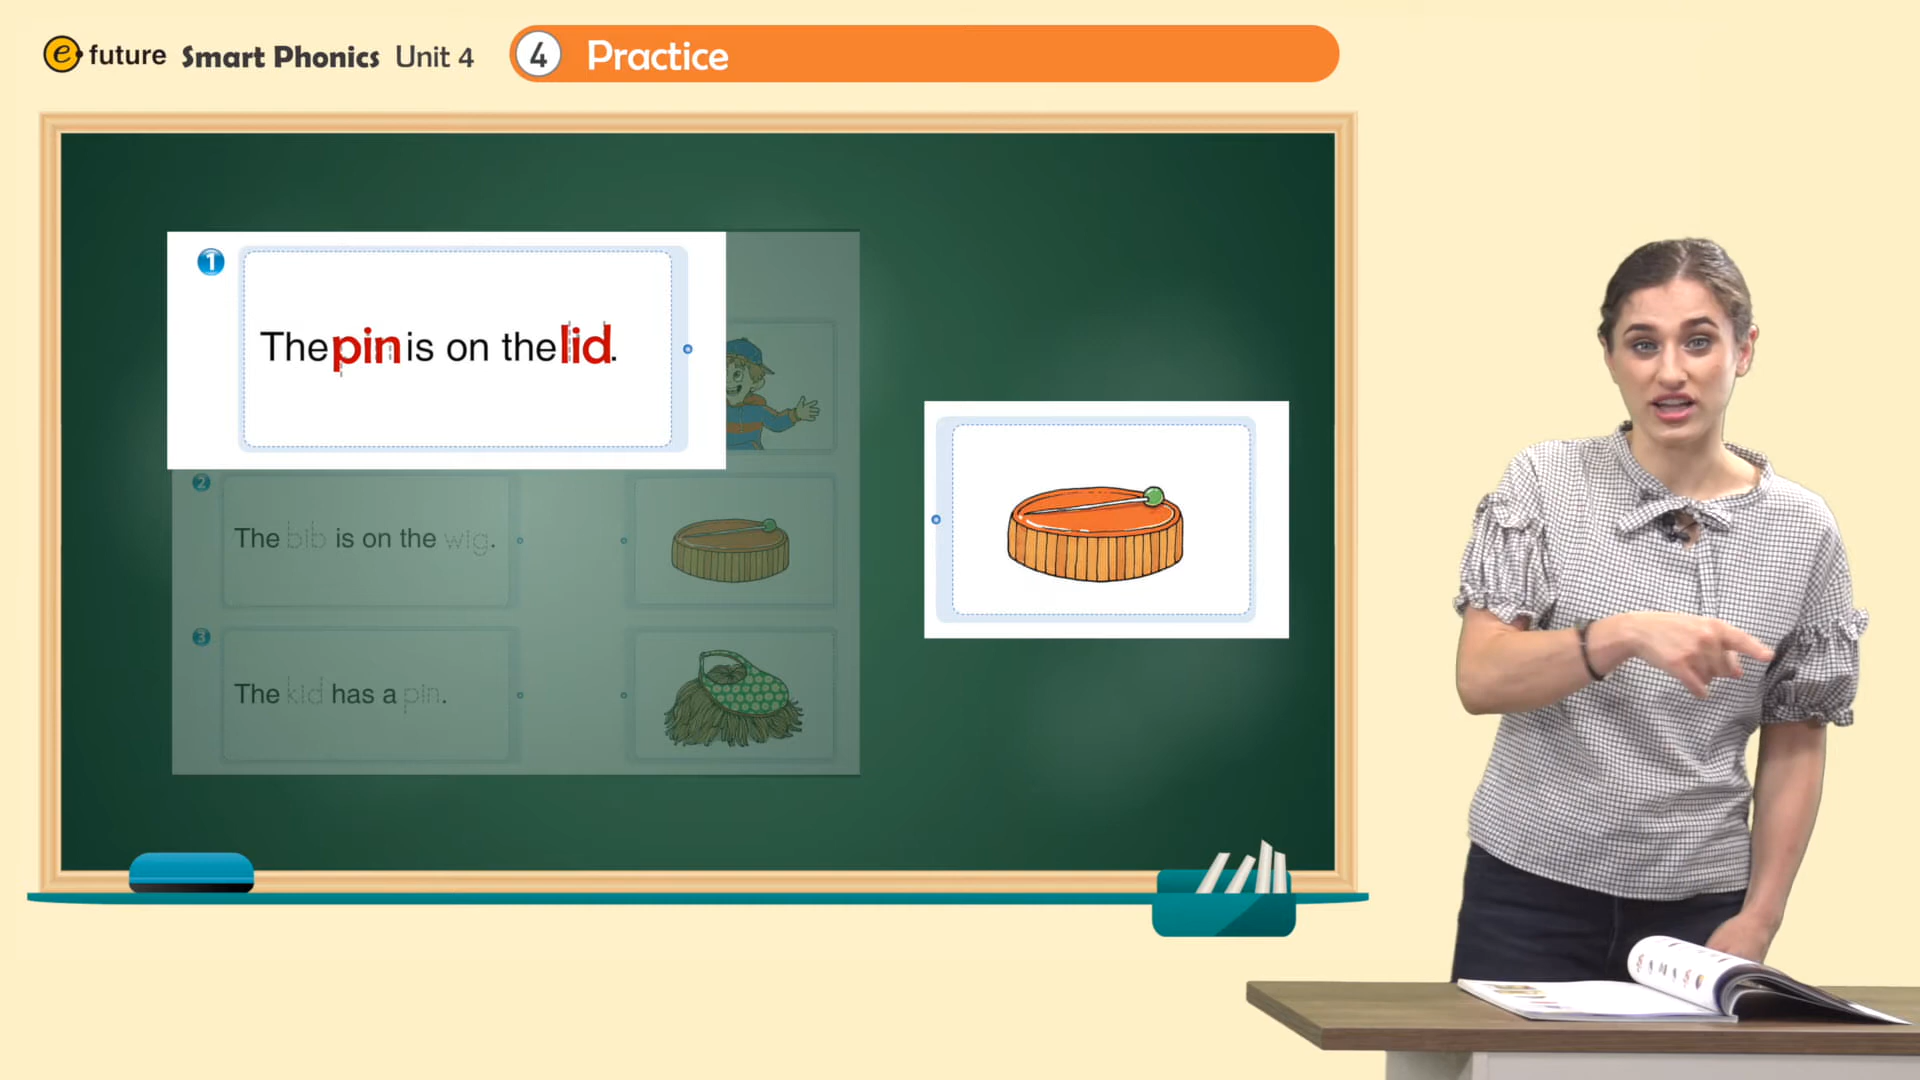 e future Smart Phonics Unit 4
4 Practice
1
The pin is on the lid.
2
The bib is on the wig.
3
The kid has a pin.